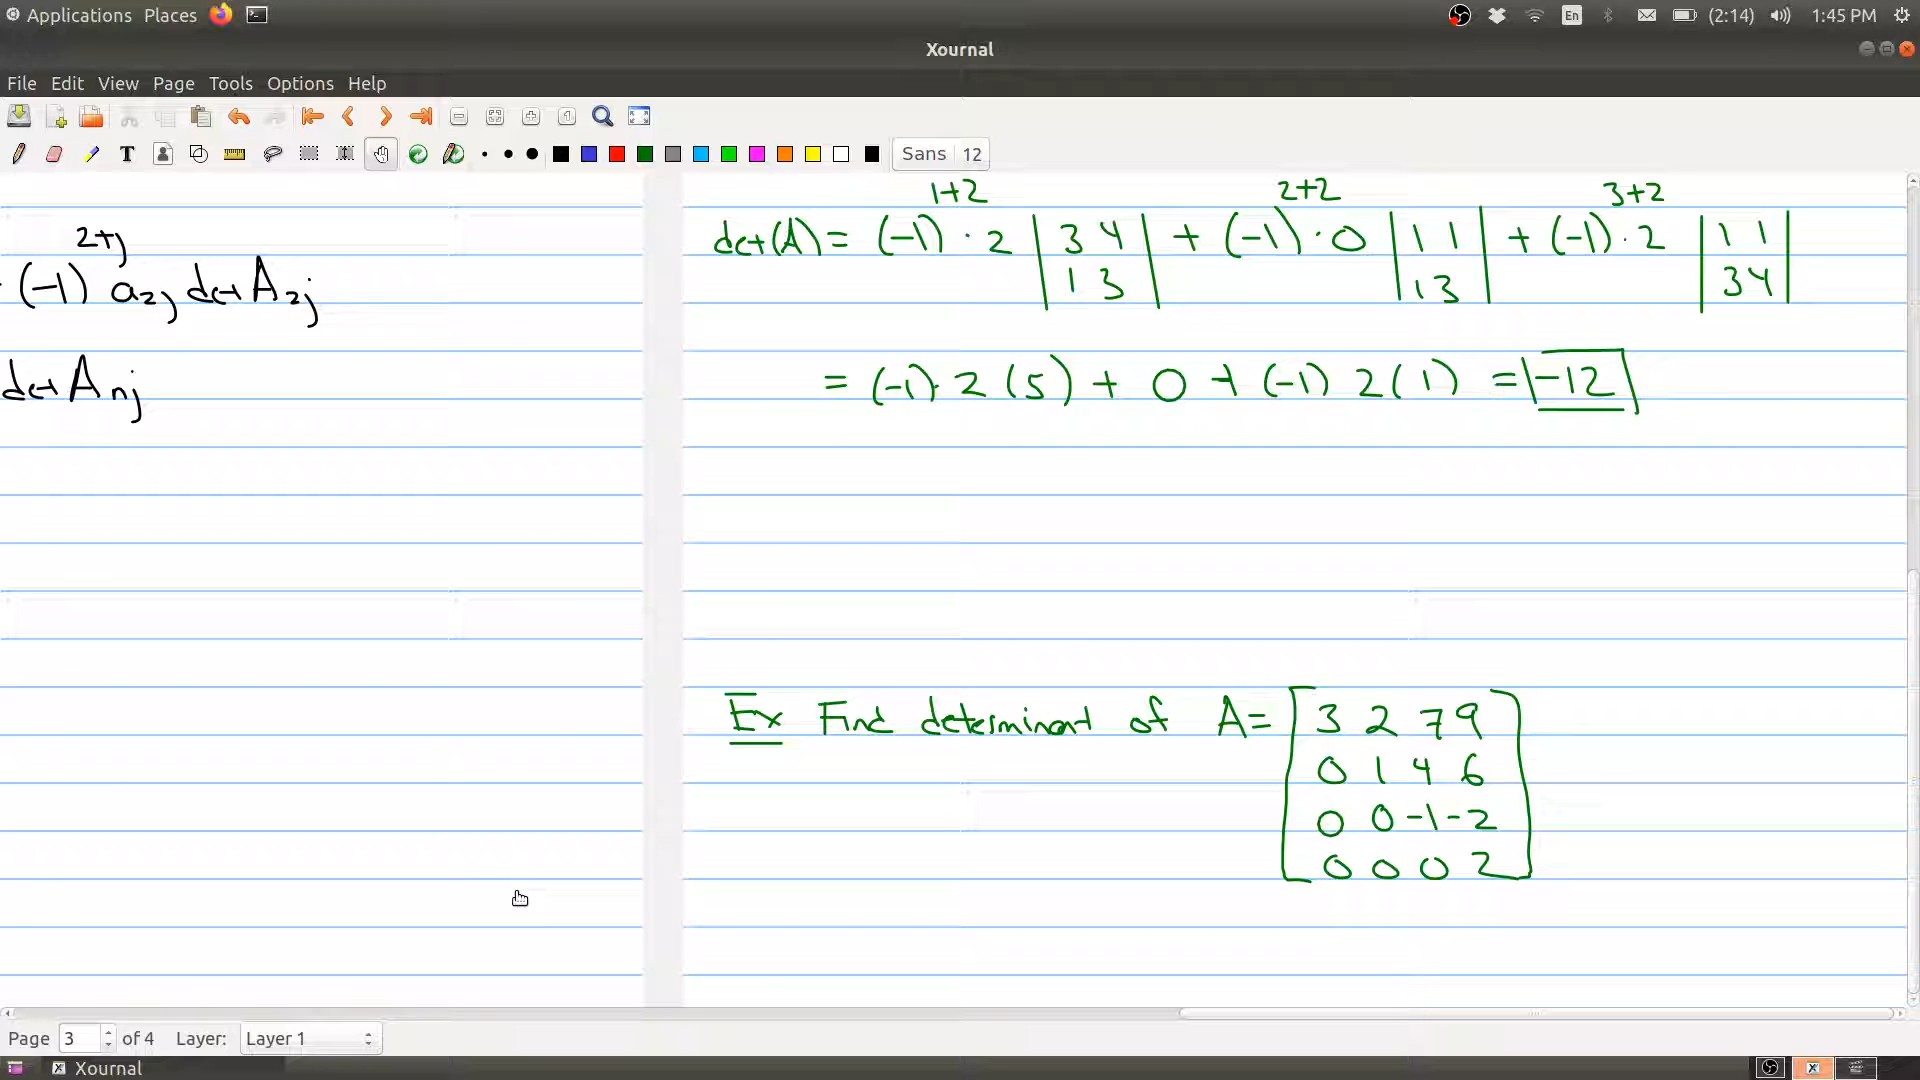 Applications Places En (2:14) 1:45 PM
Xournal
File Edit View Page Tools Options Help
Sans 12
2+j
(-1) a2j det A2j
det Anj
1+2 2+2 3+2
det(A) = (-1) · 2 | 3 4 | + (-1) · 0 | 1 1 | + (-1) · 2 | 1 1 |
| 1 3 | | 1 3 | | 3 4 |
= (-1) · 2 (5) + 0 + (-1) 2 (1) = -12
Ex Find determinant of A = [ 3 2 7 9
0 1 4 6
0 0 -1 -2
0 0 0 2 ]
Page 3 of 4 Layer: Layer 1
Xournal